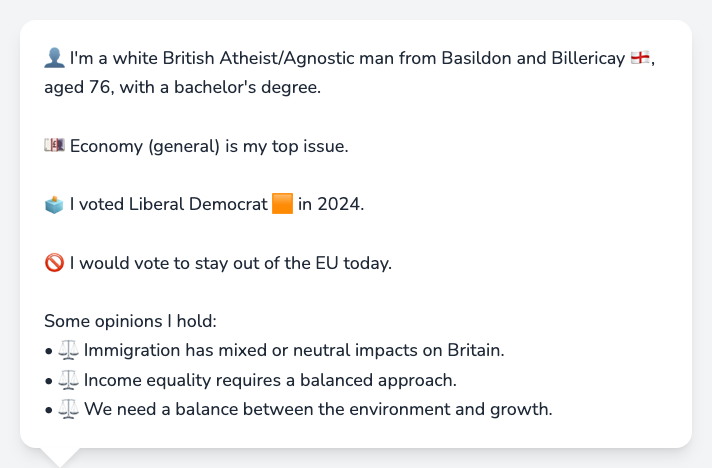 👤 I'm a white British Atheist/Agnostic man from Basildon and Billericay 🏴󠁧󠁢󠁥󠁮󠁧󠁿,
aged 76, with a bachelor's degree.
💷 Economy (general) is my top issue.
🗳️ I voted Liberal Democrat 🟧 in 2024.
🚫 I would vote to stay out of the EU today.
Some opinions I hold:
• ⚖️ Immigration has mixed or neutral impacts on Britain.
• ⚖️ Income equality requires a balanced approach.
• ⚖️ We need a balance between the environment and growth.